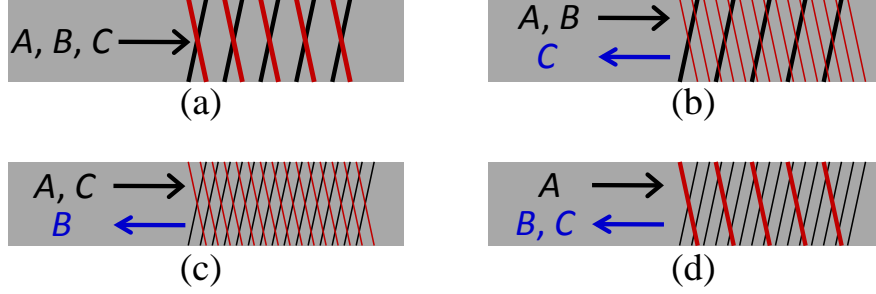 A, B, C
(a)
A, B
C
(b)
A, C
B
(c)
A
B, C
(d)